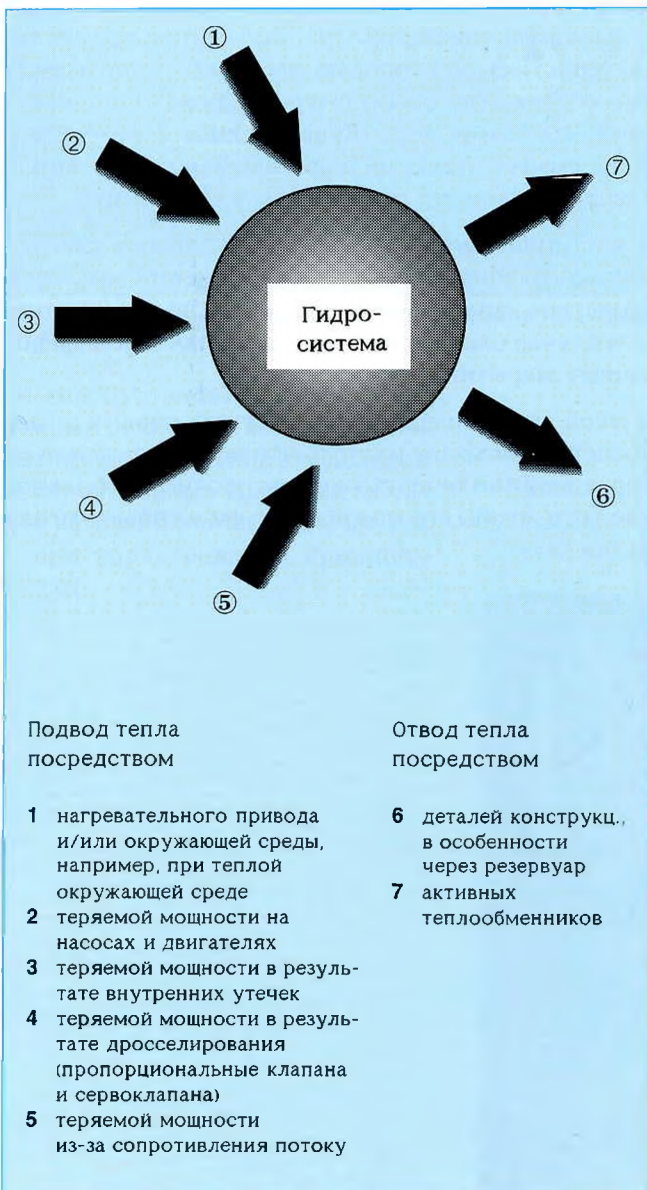 ①
②
⑦
③
Гидро-
система
④
⑥
⑤
Подвод тепла
посредством
1 нагревательного привода
и/или окружающей среды,
например, при теплой
окружающей среде
2 теряемой мощности на
насосах и двигателях
3 теряемой мощности в резуль-
тате внутренних утечек
4 теряемой мощности в резуль-
тате дросселирования
(пропорциональные клапана
и сервоклапана)
5 теряемой мощности
из-за сопротивления потоку
Отвод тепла
посредством
6 деталей конструкц.,
в особенности
через резервуар
7 активных
теплообменников